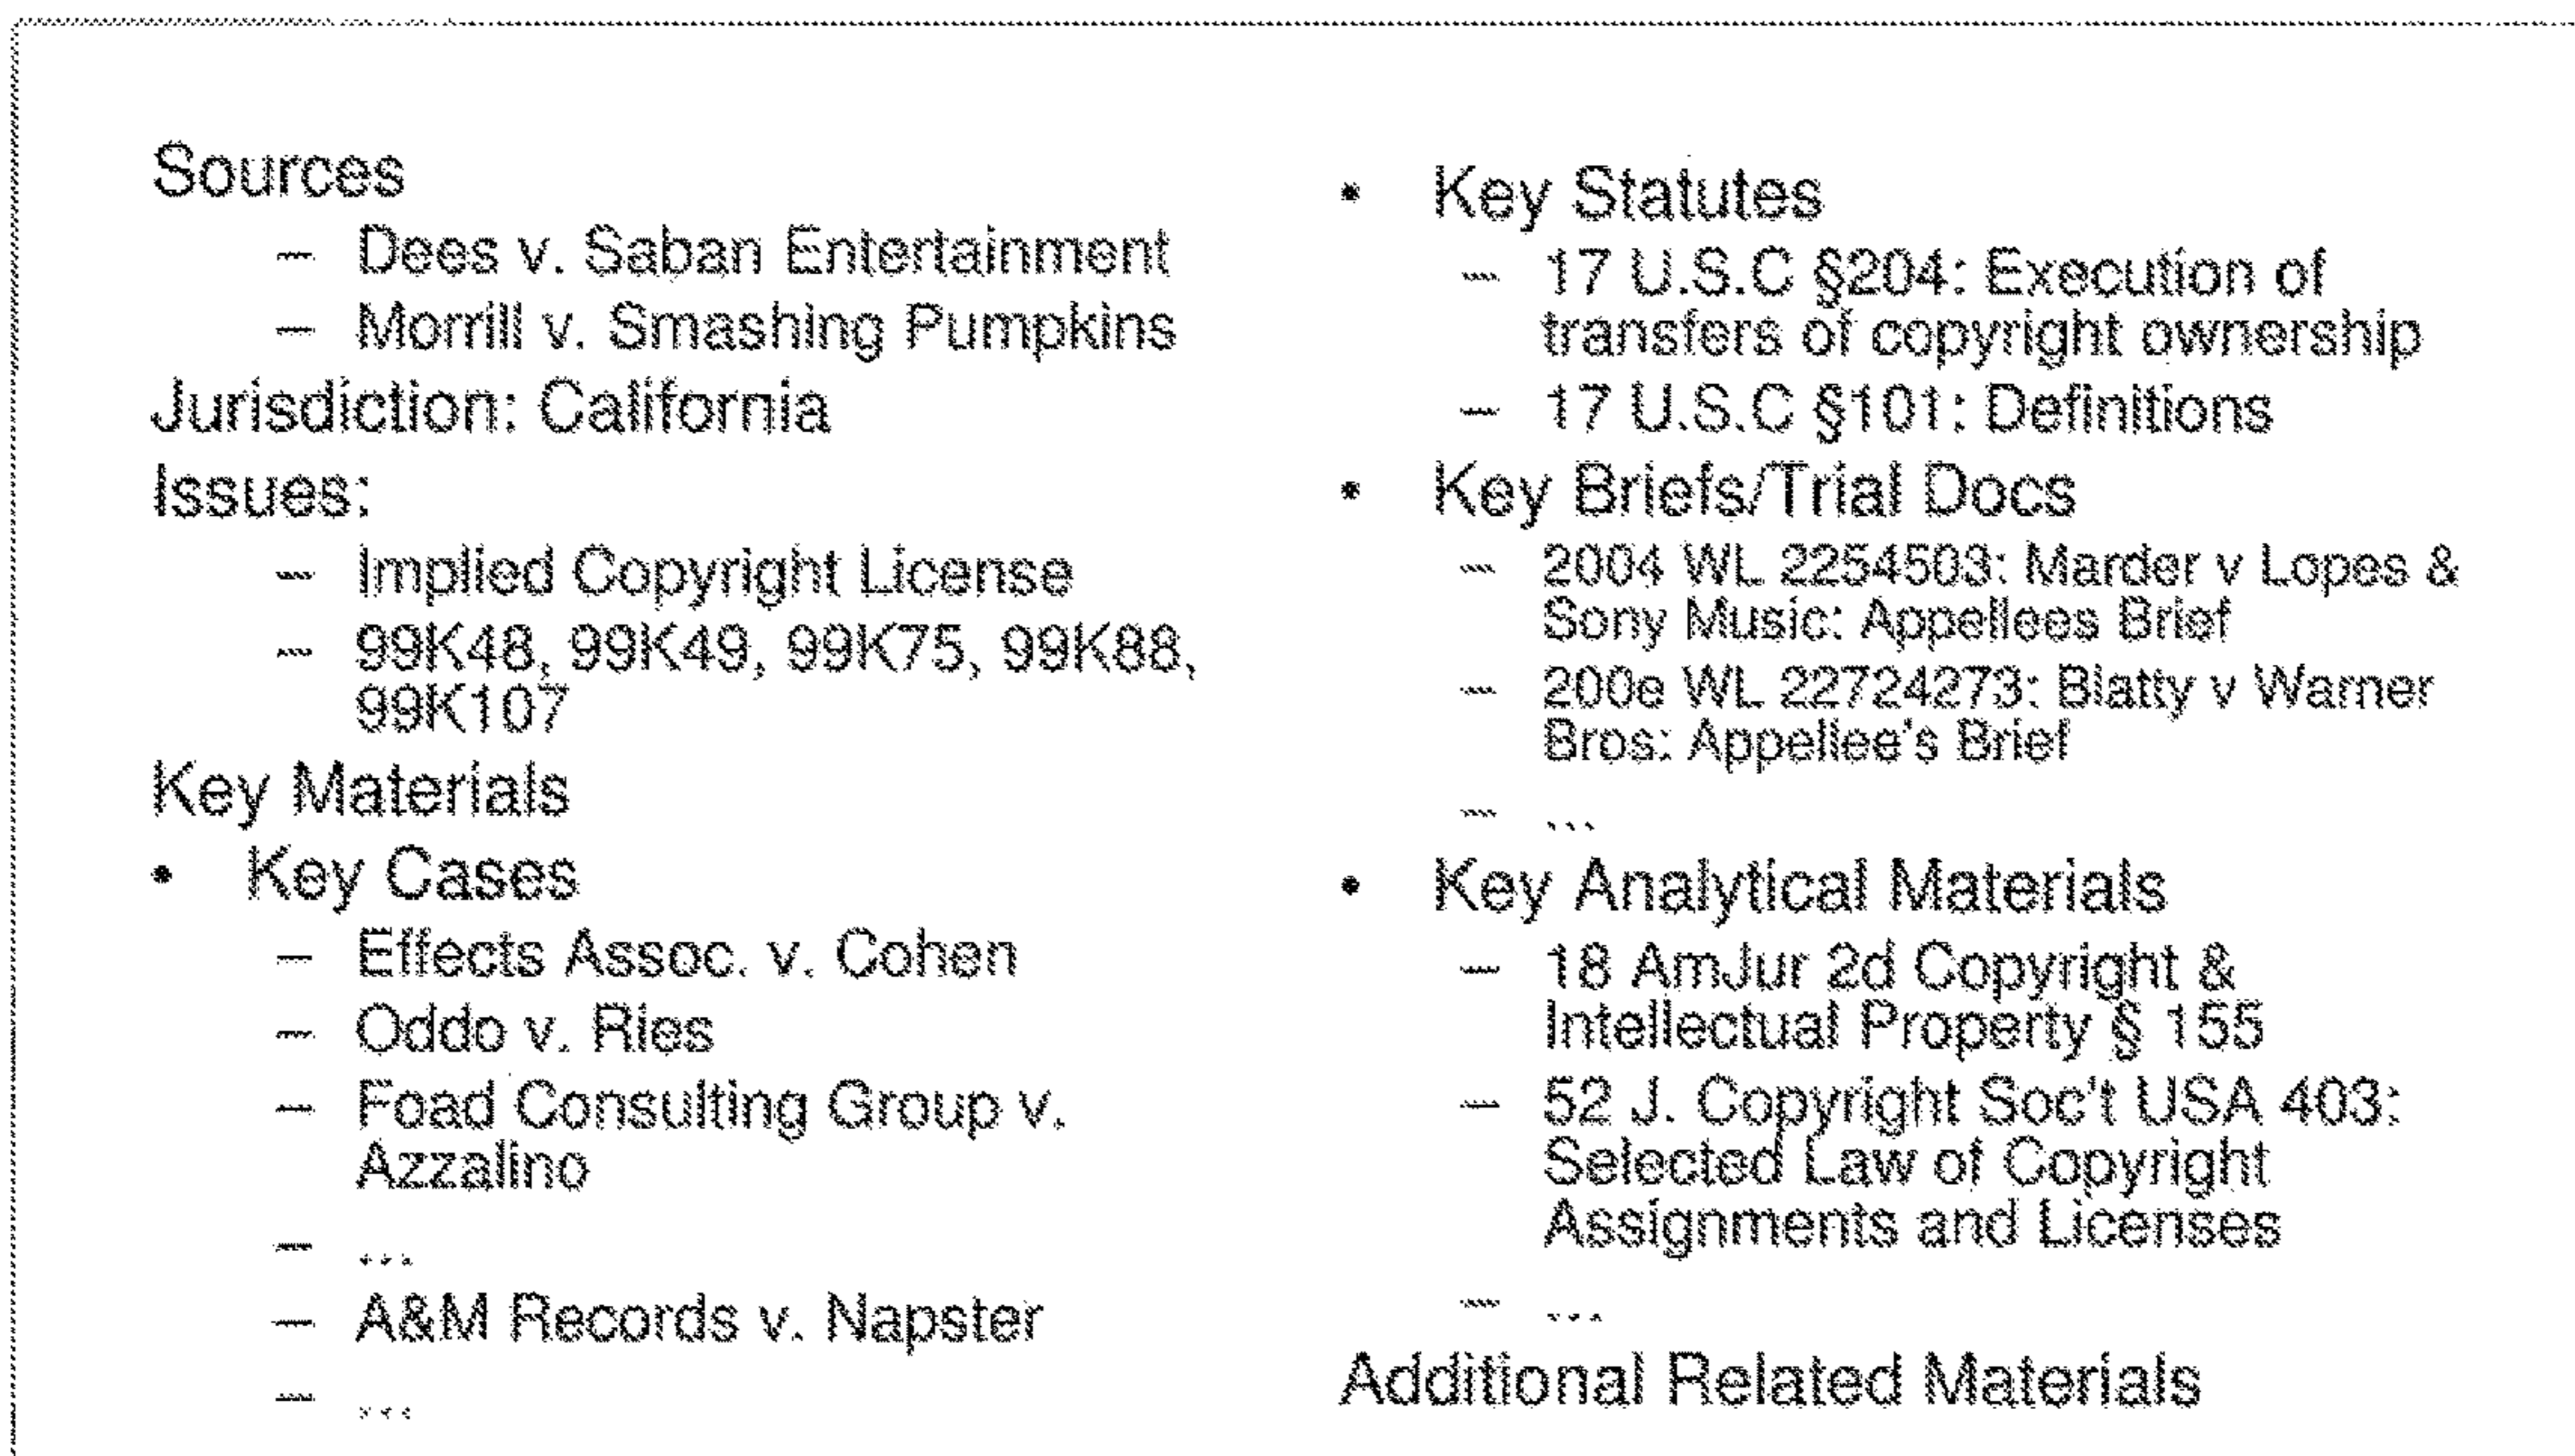 Sources
– Dees v. Saban Entertainment
– Morrill v. Smashing Pumpkins
Jurisdiction: California
Issues:
– Implied Copyright License
– 99K48, 99K49, 99K75, 99K88,
99K107
Key Materials
• Key Cases
– Effects Assoc. v. Cohen
– Oddo v. Ries
– Foad Consulting Group v.
Azzalino
– ...
– A&M Records v. Napster
– ...
• Key Statutes
– 17 U.S.C §204: Execution of
transfers of copyright ownership
– 17 U.S.C §101: Definitions
• Key Briefs/Trial Docs
– 2004 WL 2254503: Marder v Lopes &
Sony Music: Appellees Brief
– 200e WL 22724273: Blatty v Warner
Bros: Appellee's Brief
– ...
• Key Analytical Materials
– 18 AmJur 2d Copyright &
Intellectual Property § 155
– 52 J. Copyright Soc't USA 403:
Selected Law of Copyright
Assignments and Licenses
– ...
Additional Related Materials